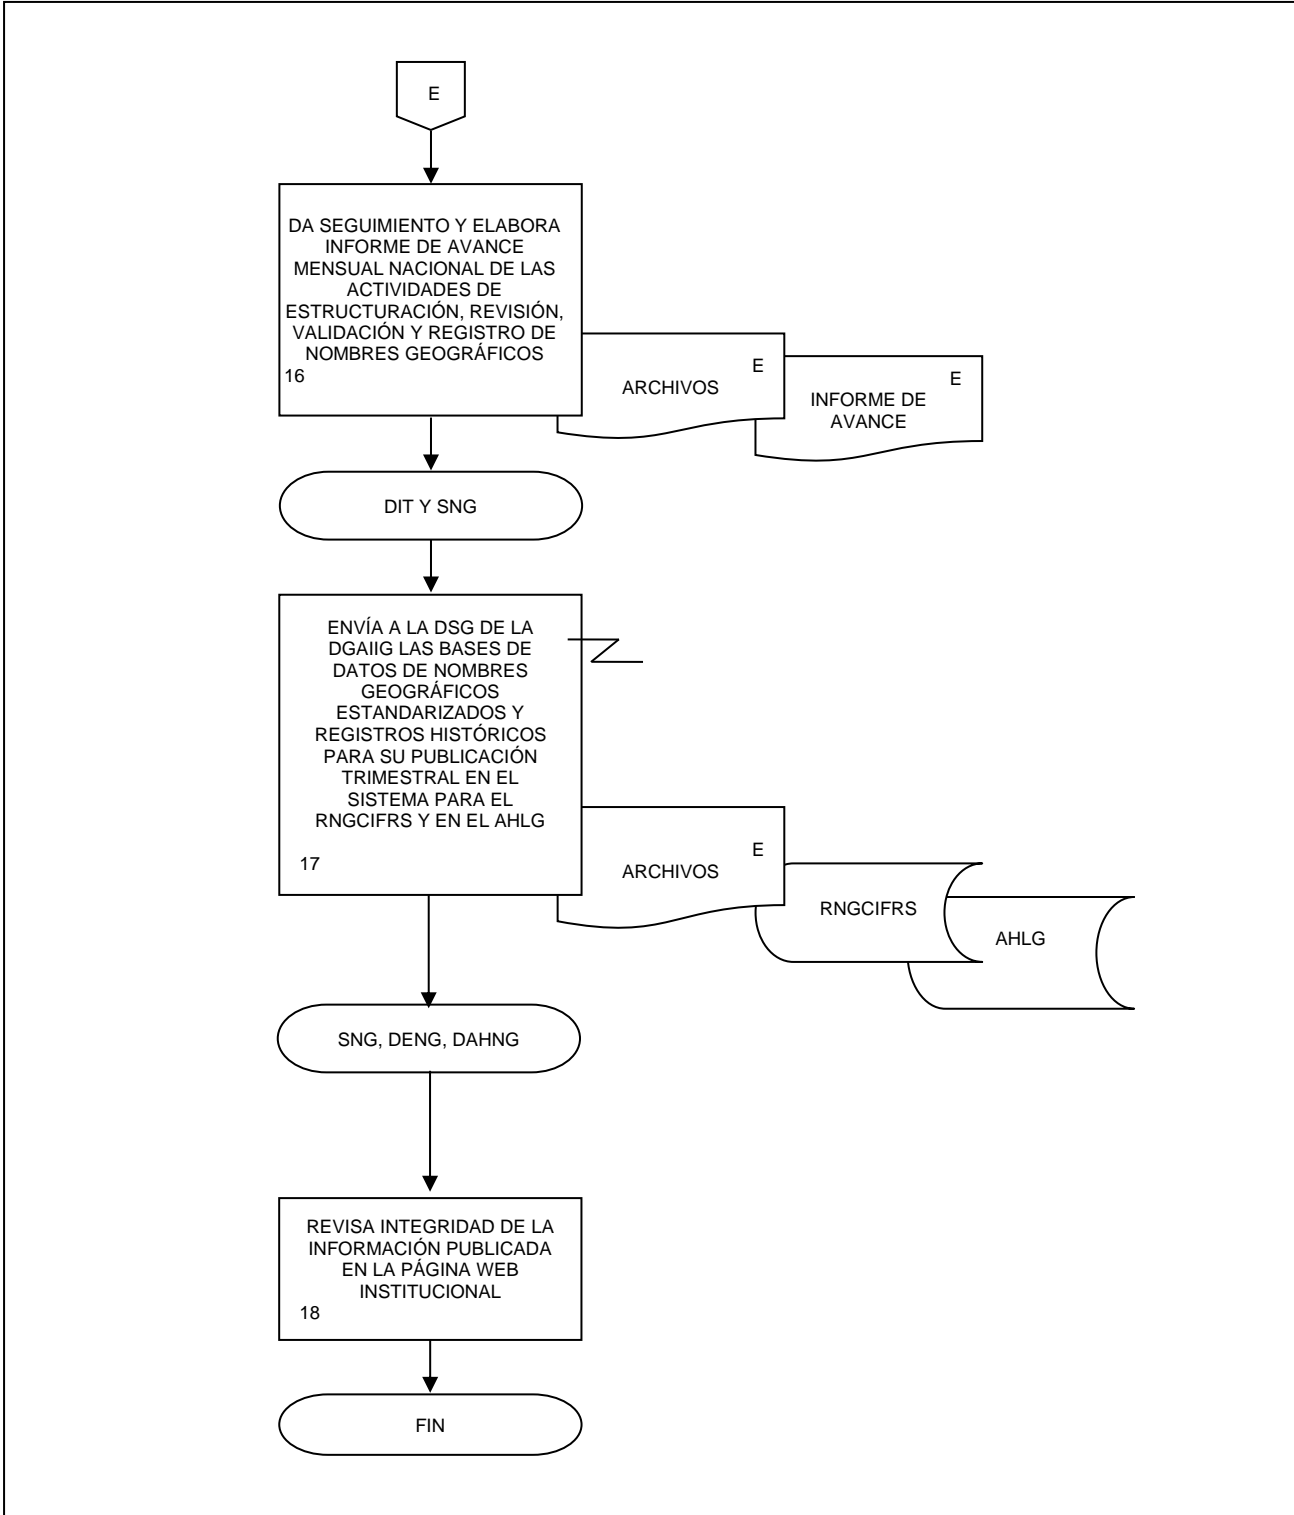 E
DA SEGUIMIENTO Y ELABORA
INFORME DE AVANCE
MENSUAL NACIONAL DE LAS
ACTIVIDADES DE
ESTRUCTURACIÓN, REVISIÓN,
VALIDACIÓN Y REGISTRO DE
NOMBRES GEOGRÁFICOS
16
E
ARCHIVOS
E
INFORME DE
AVANCE
DIT Y SNG
ENVÍA A LA DSG DE LA
DGAIIG LAS BASES DE
DATOS DE NOMBRES
GEOGRÁFICOS
ESTANDARIZADOS Y
REGISTROS HISTÓRICOS
PARA SU PUBLICACIÓN
TRIMESTRAL EN EL
SISTEMA PARA EL
RNGCIFRS Y EN EL AHLG
17
E
ARCHIVOS
RNGCIFRS
AHLG
SNG, DENG, DAHNG
REVISA INTEGRIDAD DE LA
INFORMACIÓN PUBLICADA
EN LA PÁGINA WEB
INSTITUCIONAL
18
FIN